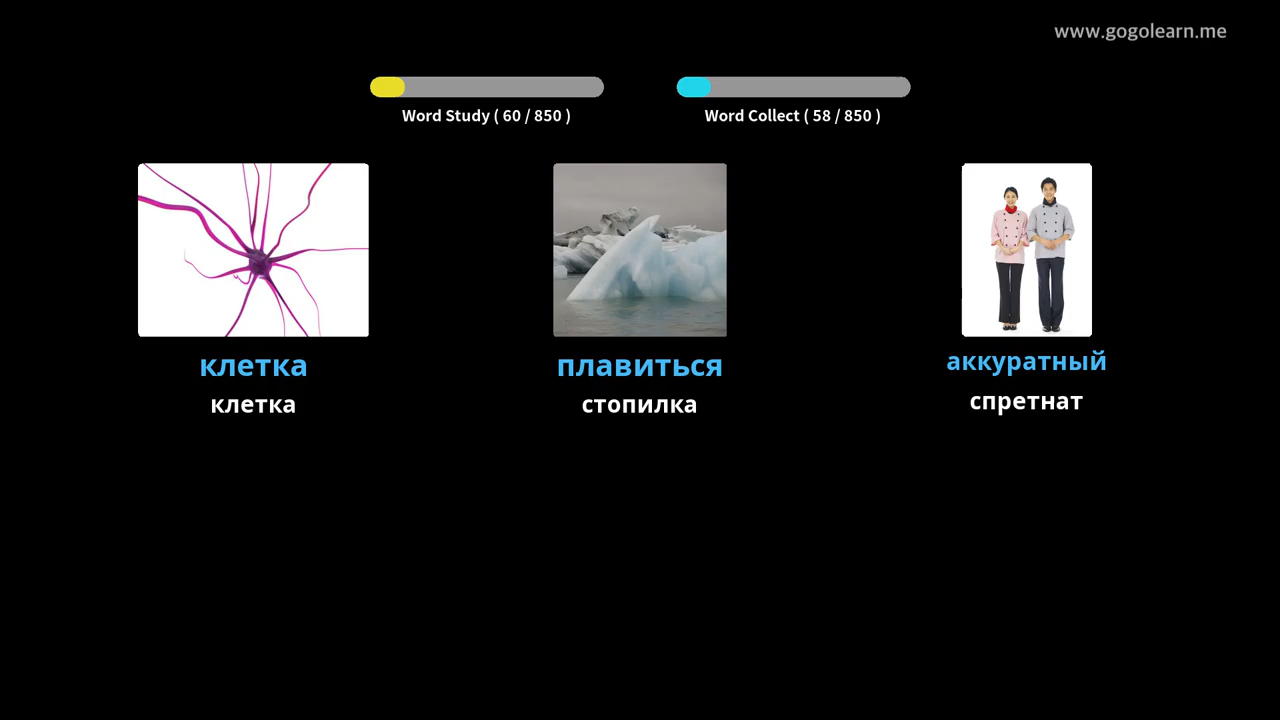 www.gogolearn.me
Word Study ( 60 / 850 )
Word Collect ( 58 / 850 )
клетка
клетка
плавиться
стопилка
аккуратный
спретнат